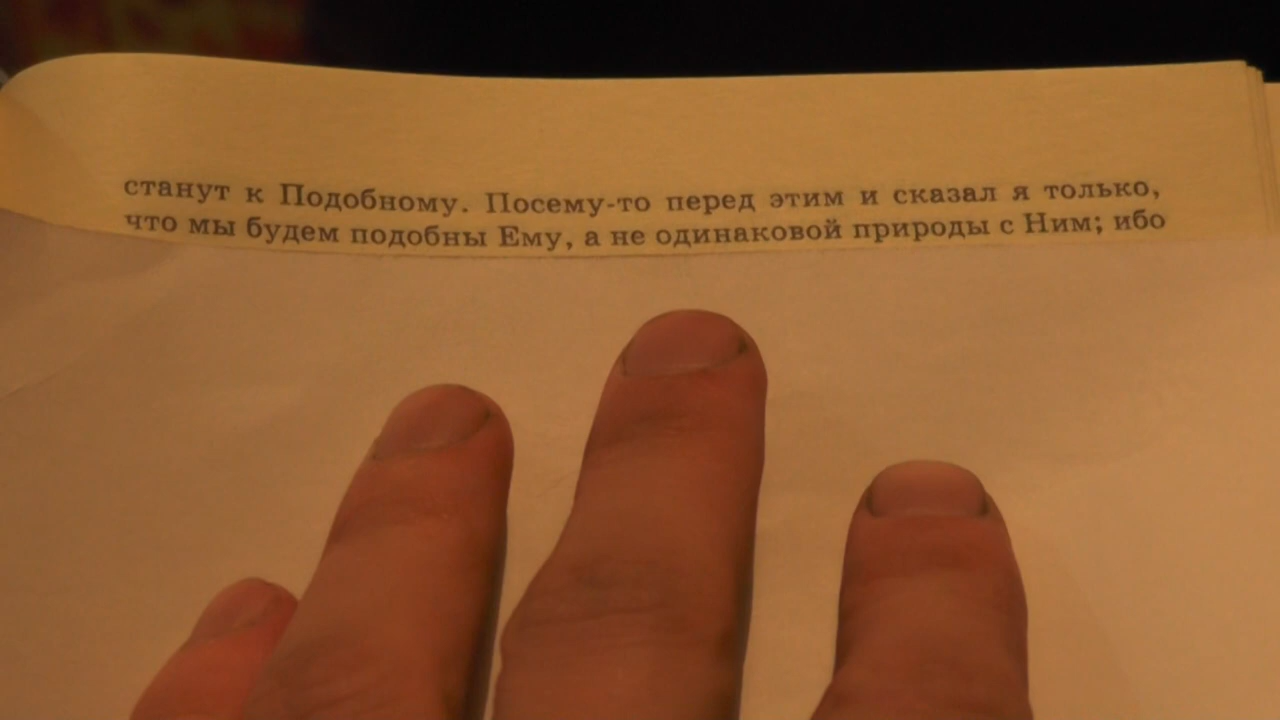 станут к Подобному. Посему-то перед этим и сказал я только,
что мы будем подобны Ему, а не одинаковой природы с Ним; ибо